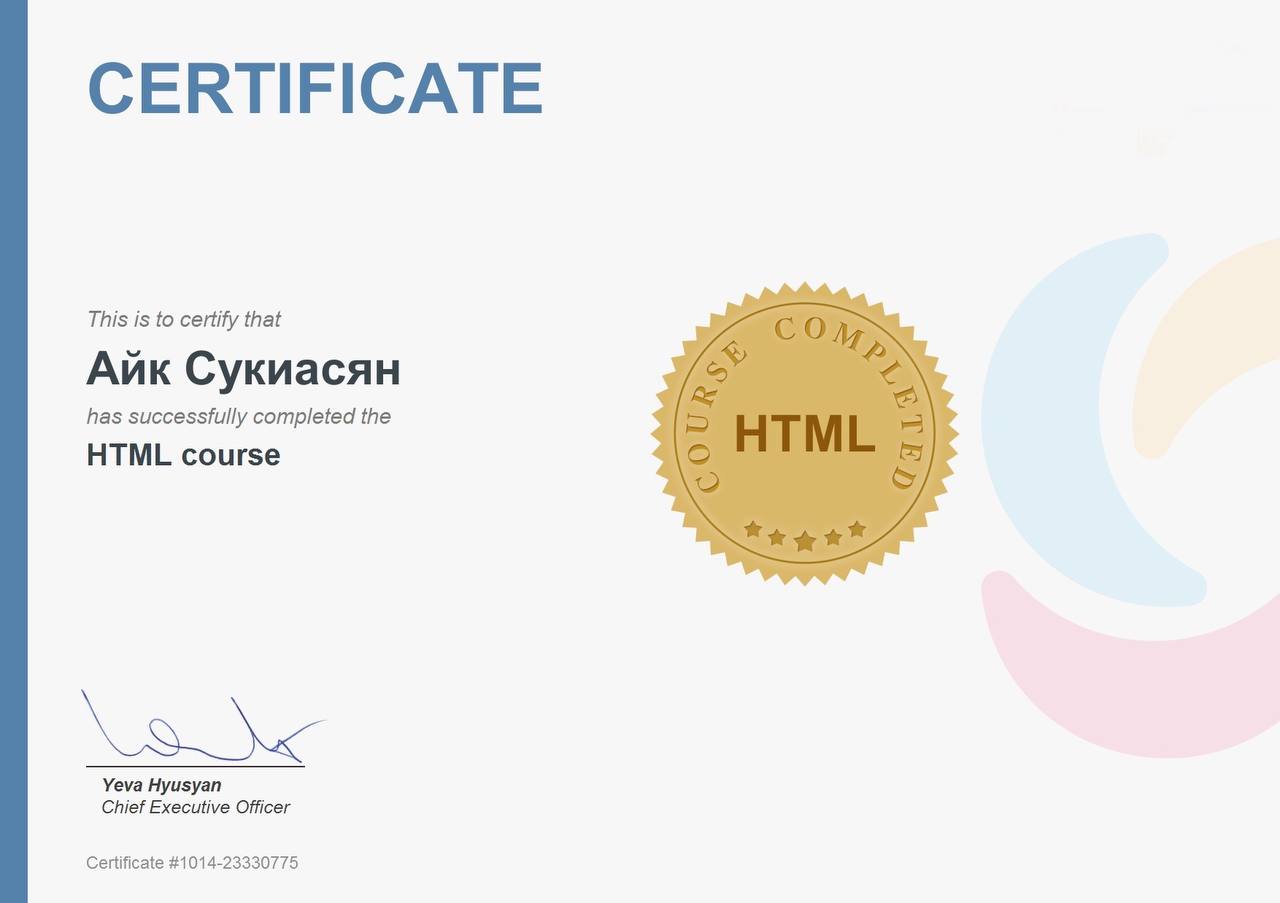 CERTIFICATE
This is to certify that
Айк Сукиасян
has successfully completed the
HTML course
COURSE COMPLETED
HTML
Yeva Hyusyan
Chief Executive Officer
Certificate #1014-23330775